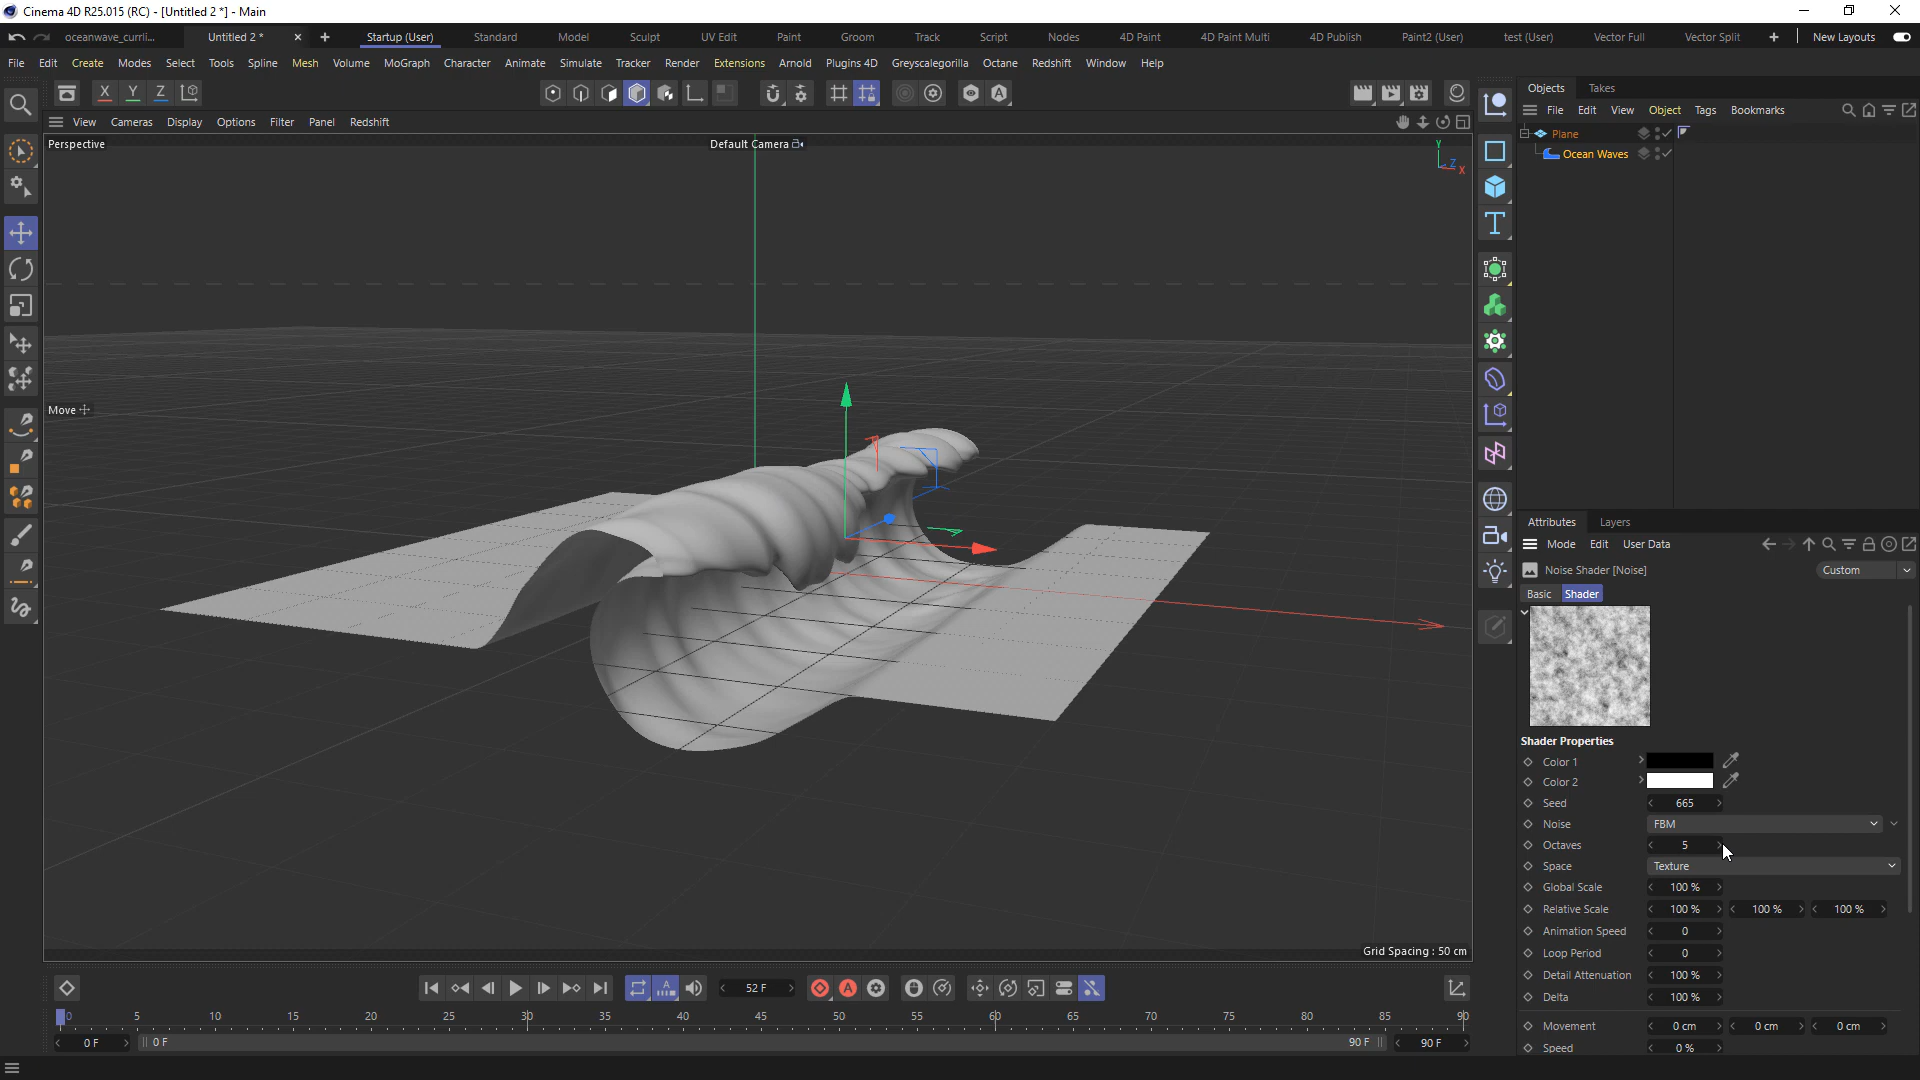 Cinema 4D R25.015 (RC) - [Untitled 2 *] - Main
oceanwave_curli... Untitled 2 * Startup (User) Standard Model Sculpt UV Edit Paint Groom Track Script Nodes 4D Paint 4D Paint Multi 4D Publish Paint2 (User) test (User) Vector Full Vector Split New Layouts
File Edit Create Modes Select Tools Spline Mesh Volume MoGraph Character Animate Simulate Tracker Render Extensions Arnold Plugins 4D Greyscalegorilla Octane Redshift Window Help
X Y Z
Objects Takes
File Edit View Object Tags Bookmarks
View Cameras Display Options Filter Panel Redshift
Plane
Perspective Default Camera
Y
Z
X
Ocean Waves
Move
Attributes Layers
Mode Edit User Data
Noise Shader [Noise] Custom
Basic Shader
Shader Properties
Color 1
Color 2
Seed 665
Noise FBM
Octaves 5
Space Texture
Global Scale 100 %
Relative Scale 100 % 100 % 100 %
Animation Speed 0
Loop Period 0
Detail Attenuation 100 %
Delta 100 %
Movement 0 cm 0 cm 0 cm
Speed 0 %
Grid Spacing : 50 cm
52 F
0 5 10 15 20 25 30 35 40 45 50 55 60 65 70 75 80 85 90
0 F 0 F 90 F 90 F